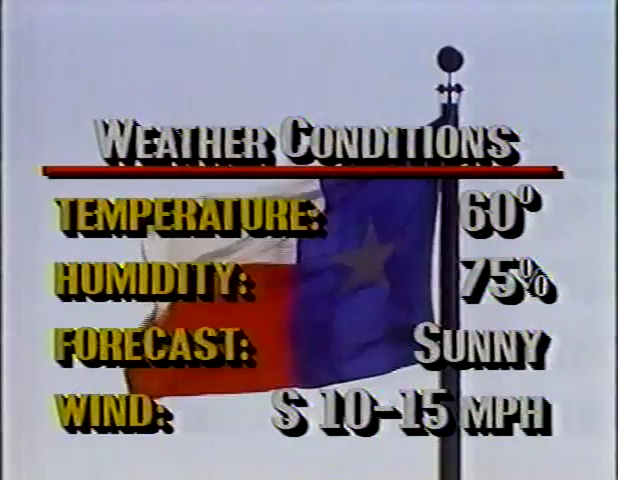 WEATHER CONDITIONS
TEMPERATURE: 60°
HUMIDITY: 75%
FORECAST: SUNNY
WIND: S 10-15 MPH